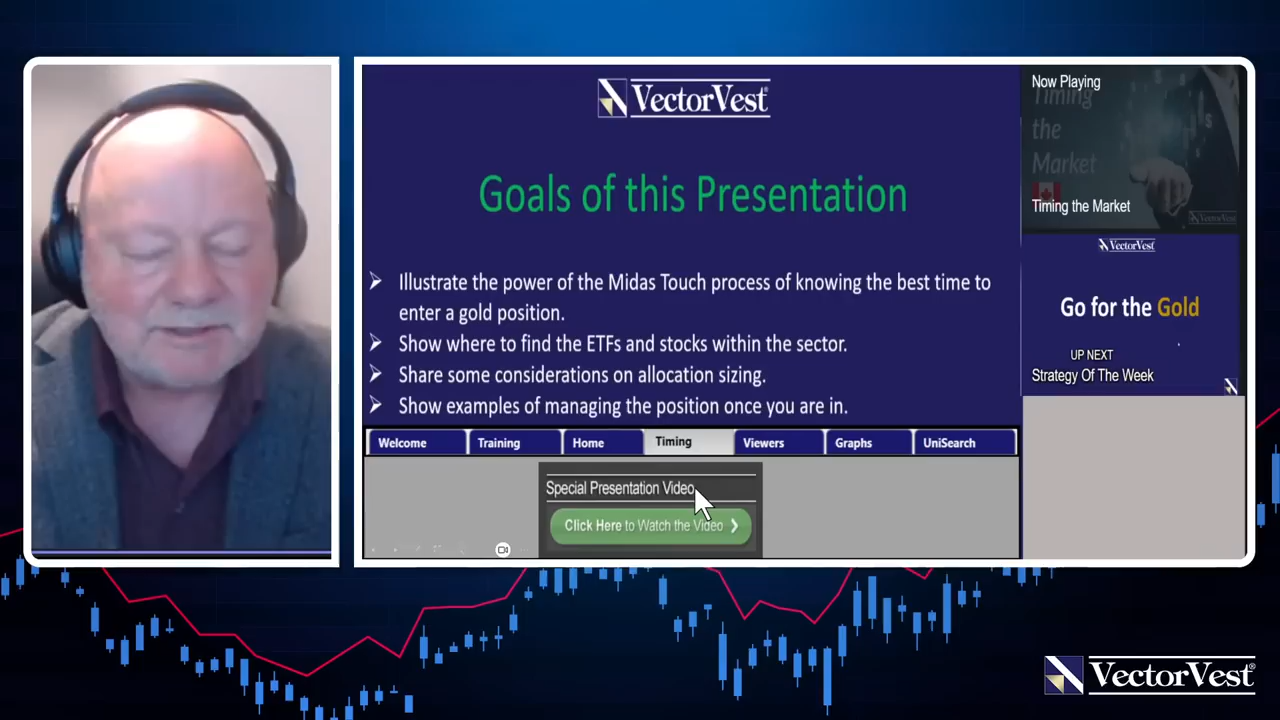 VectorVest®
Goals of this Presentation
➢ Illustrate the power of the Midas Touch process of knowing the best time to
enter a gold position.
➢ Show where to find the ETFs and stocks within the sector.
➢ Share some considerations on allocation sizing.
➢ Show examples of managing the position once you are in.
Welcome
Training
Home
Timing
Viewers
Graphs
UniSearch
Special Presentation Video
Click Here to Watch the Video
Now Playing
Timing
the
Market
Timing the Market
VectorVest
VectorVest
Go for the Gold
UP NEXT
Strategy Of The Week
VectorVest®